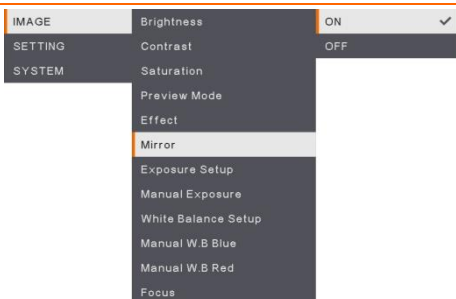 IMAGE
SETTING
SYSTEM
Brightness
Contrast
Saturation
Preview Mode
Effect
Mirror
Exposure Setup
Manual Exposure
White Balance Setup
Manual W.B Blue
Manual W.B Red
Focus
ON
OFF